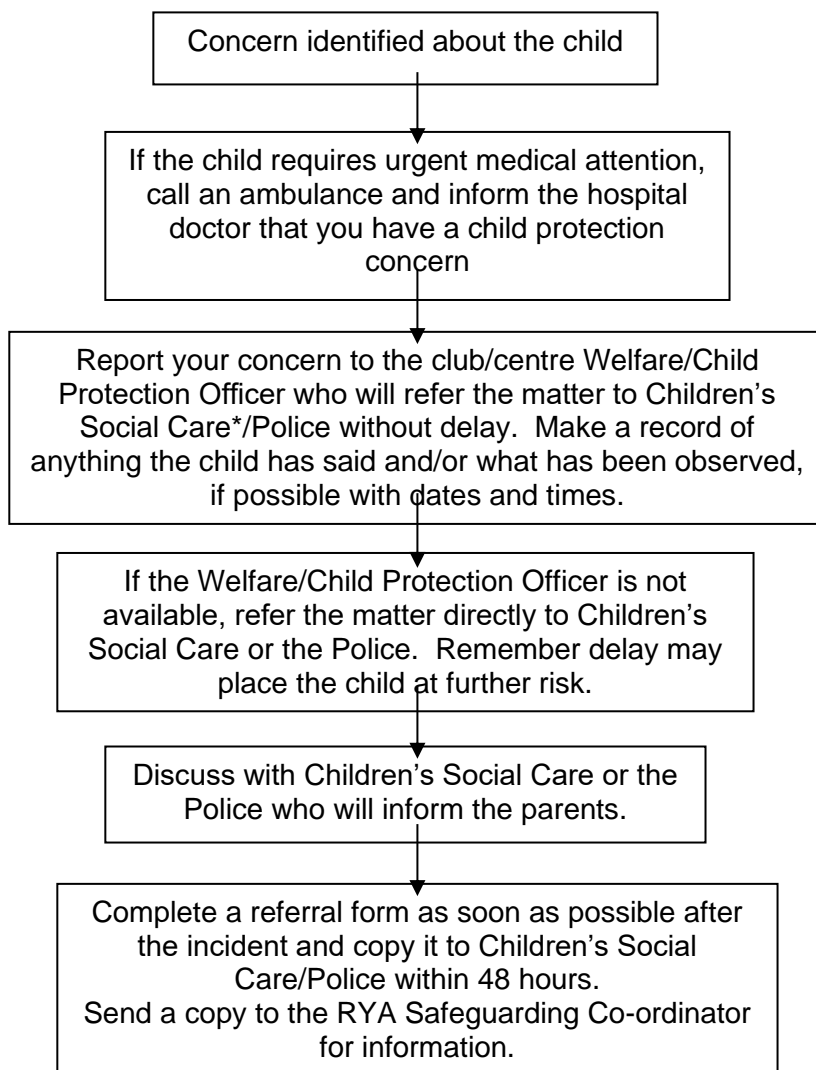 Concern identified about the child
If the child requires urgent medical attention,
call an ambulance and inform the hospital
doctor that you have a child protection
concern
Report your concern to the club/centre Welfare/Child
Protection Officer who will refer the matter to Children’s
Social Care*/Police without delay.  Make a record of
anything the child has said and/or what has been observed,
if possible with dates and times.
If the Welfare/Child Protection Officer is not
available, refer the matter directly to Children’s
Social Care or the Police.  Remember delay may
place the child at further risk.
Discuss with Children’s Social Care or the
Police who will inform the parents.
Complete a referral form as soon as possible after
the incident and copy it to Children’s Social
Care/Police within 48 hours.
Send a copy to the RYA Safeguarding Co-ordinator
for information.